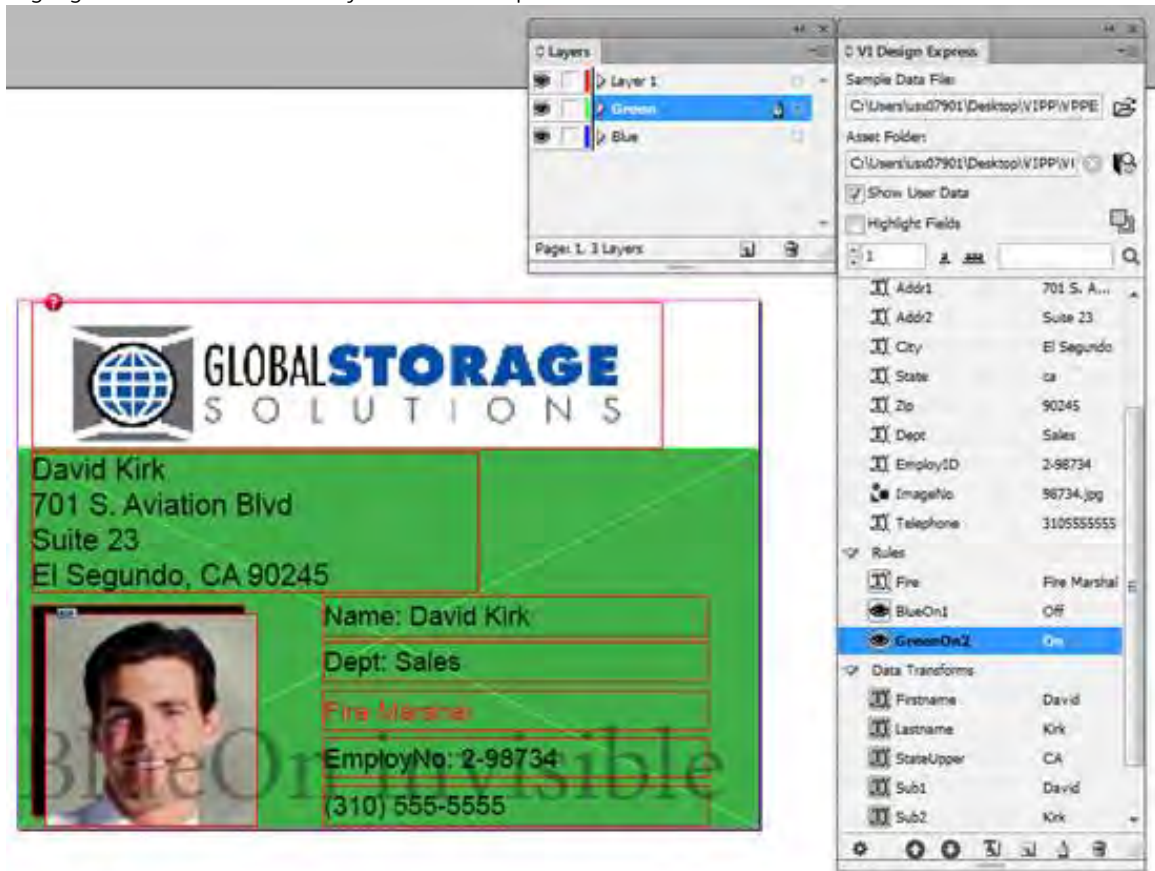 Layers
Layer 1
Green
Blue
Page: 1, 3 Layers
VI Design Express
Sample Data File:
C:\Users\usx07901\Desktop\VIPP\VPPE
Asset Folder:
C:\Users\usx07901\Desktop\VIPP\VI
Show User Data
Highlight Fields
1
Addr1 701 S. A...
Addr2 Suite 23
City El Segundo
State ca
Zip 90245
Dept Sales
EmployID 2-98734
ImageNo 98734.jpg
Telephone 3105555555
Rules
Fire Fire Marshal
BlueOn1 Off
GreenOn2 On
Data Transforms
Firstname David
Lastname Kirk
StateUpper CA
Sub1 David
Sub2 Kirk
GLOBALSTORAGE
SOLUTIONS
David Kirk
701 S. Aviation Blvd
Suite 23
El Segundo, CA 90245
Name: David Kirk
Dept: Sales
Fire Marshal
EmployNo: 2-98734
(310) 555-5555
BlueOn invisible